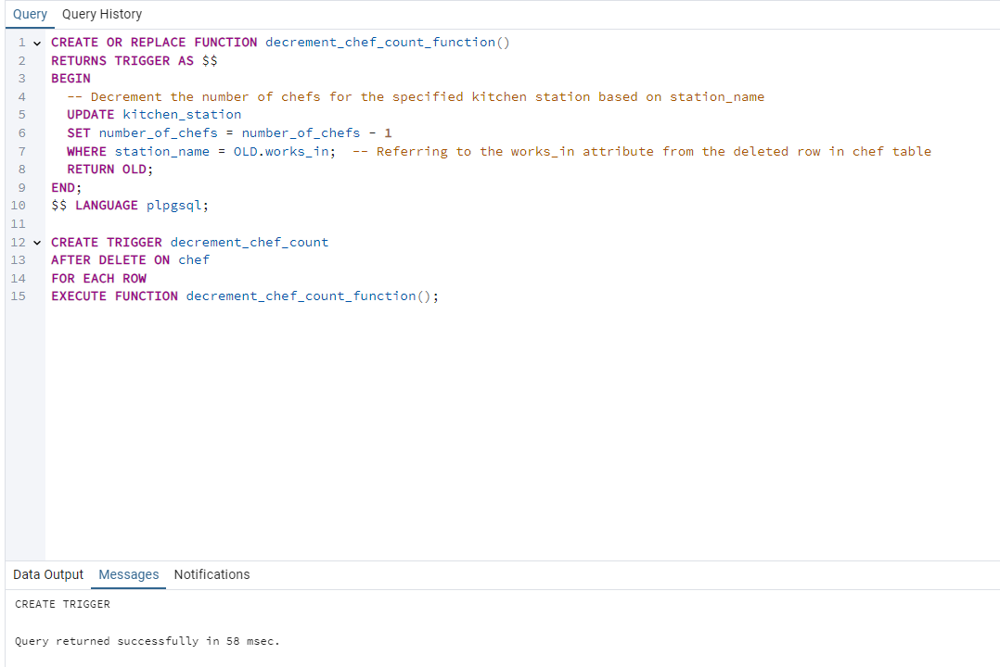 Query Query History
1 CREATE OR REPLACE FUNCTION decrement_chef_count_function()
2 RETURNS TRIGGER AS $$
3 BEGIN
4 -- Decrement the number of chefs for the specified kitchen station based on station_name
5 UPDATE kitchen_station
6 SET number_of_chefs = number_of_chefs - 1
7 WHERE station_name = OLD.works_in; -- Referring to the works_in attribute from the deleted row in chef table
8 RETURN OLD;
9 END;
10 $$ LANGUAGE plpgsql;
11
12 CREATE TRIGGER decrement_chef_count
13 AFTER DELETE ON chef
14 FOR EACH ROW
15 EXECUTE FUNCTION decrement_chef_count_function();
Data Output Messages Notifications
CREATE TRIGGER
Query returned successfully in 58 msec.